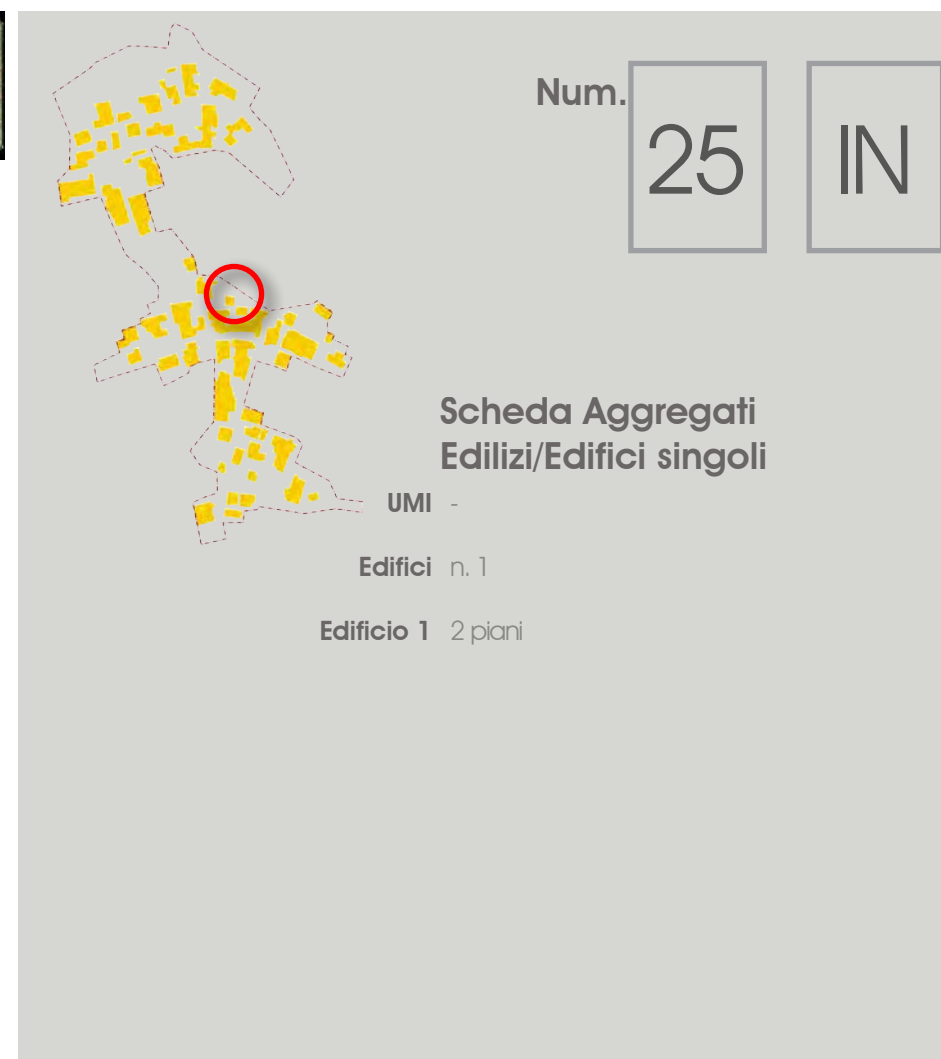 Num.
25 IN
Scheda Aggregati
Edilizi/Edifici singoli
UMI -
Edifici n. 1
Edificio 1 2 piani